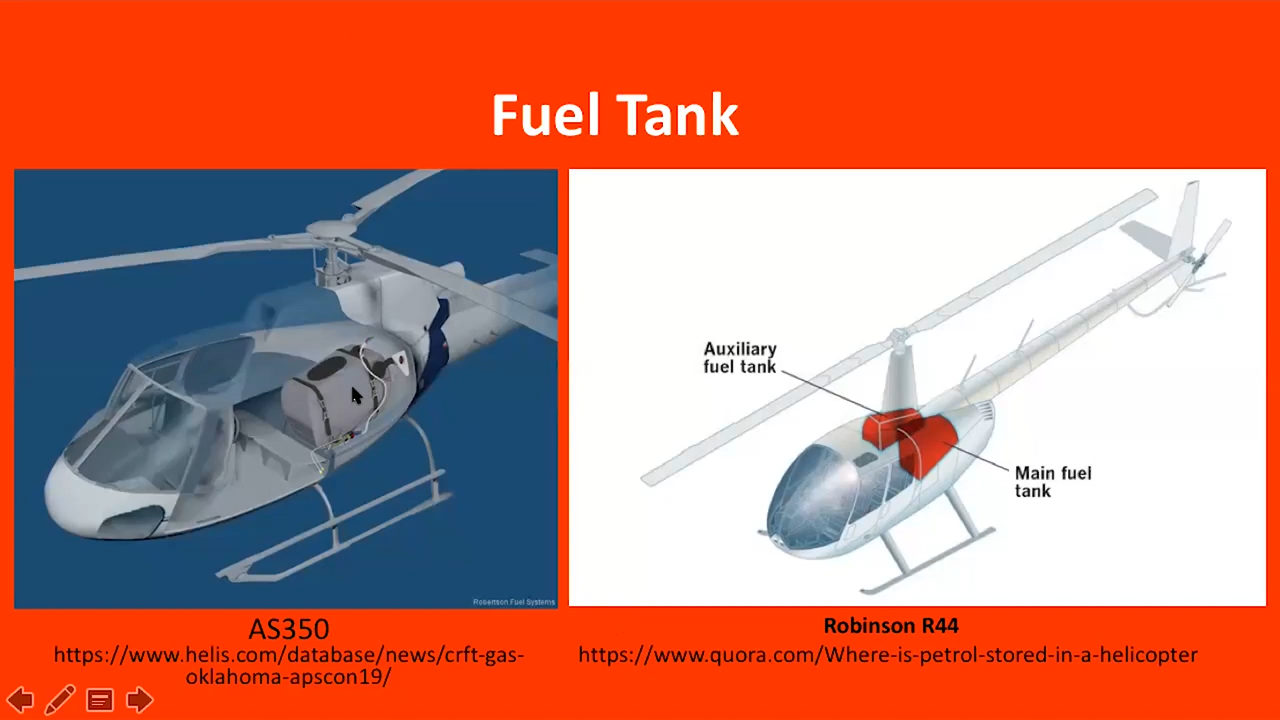 Fuel Tank
Robertson Fuel Systems
AS350
https://www.helis.com/database/news/crft-gas-
oklahoma-apscon19/
Auxiliary
fuel tank
Main fuel
tank
Robinson R44
https://www.quora.com/Where-is-petrol-stored-in-a-helicopter